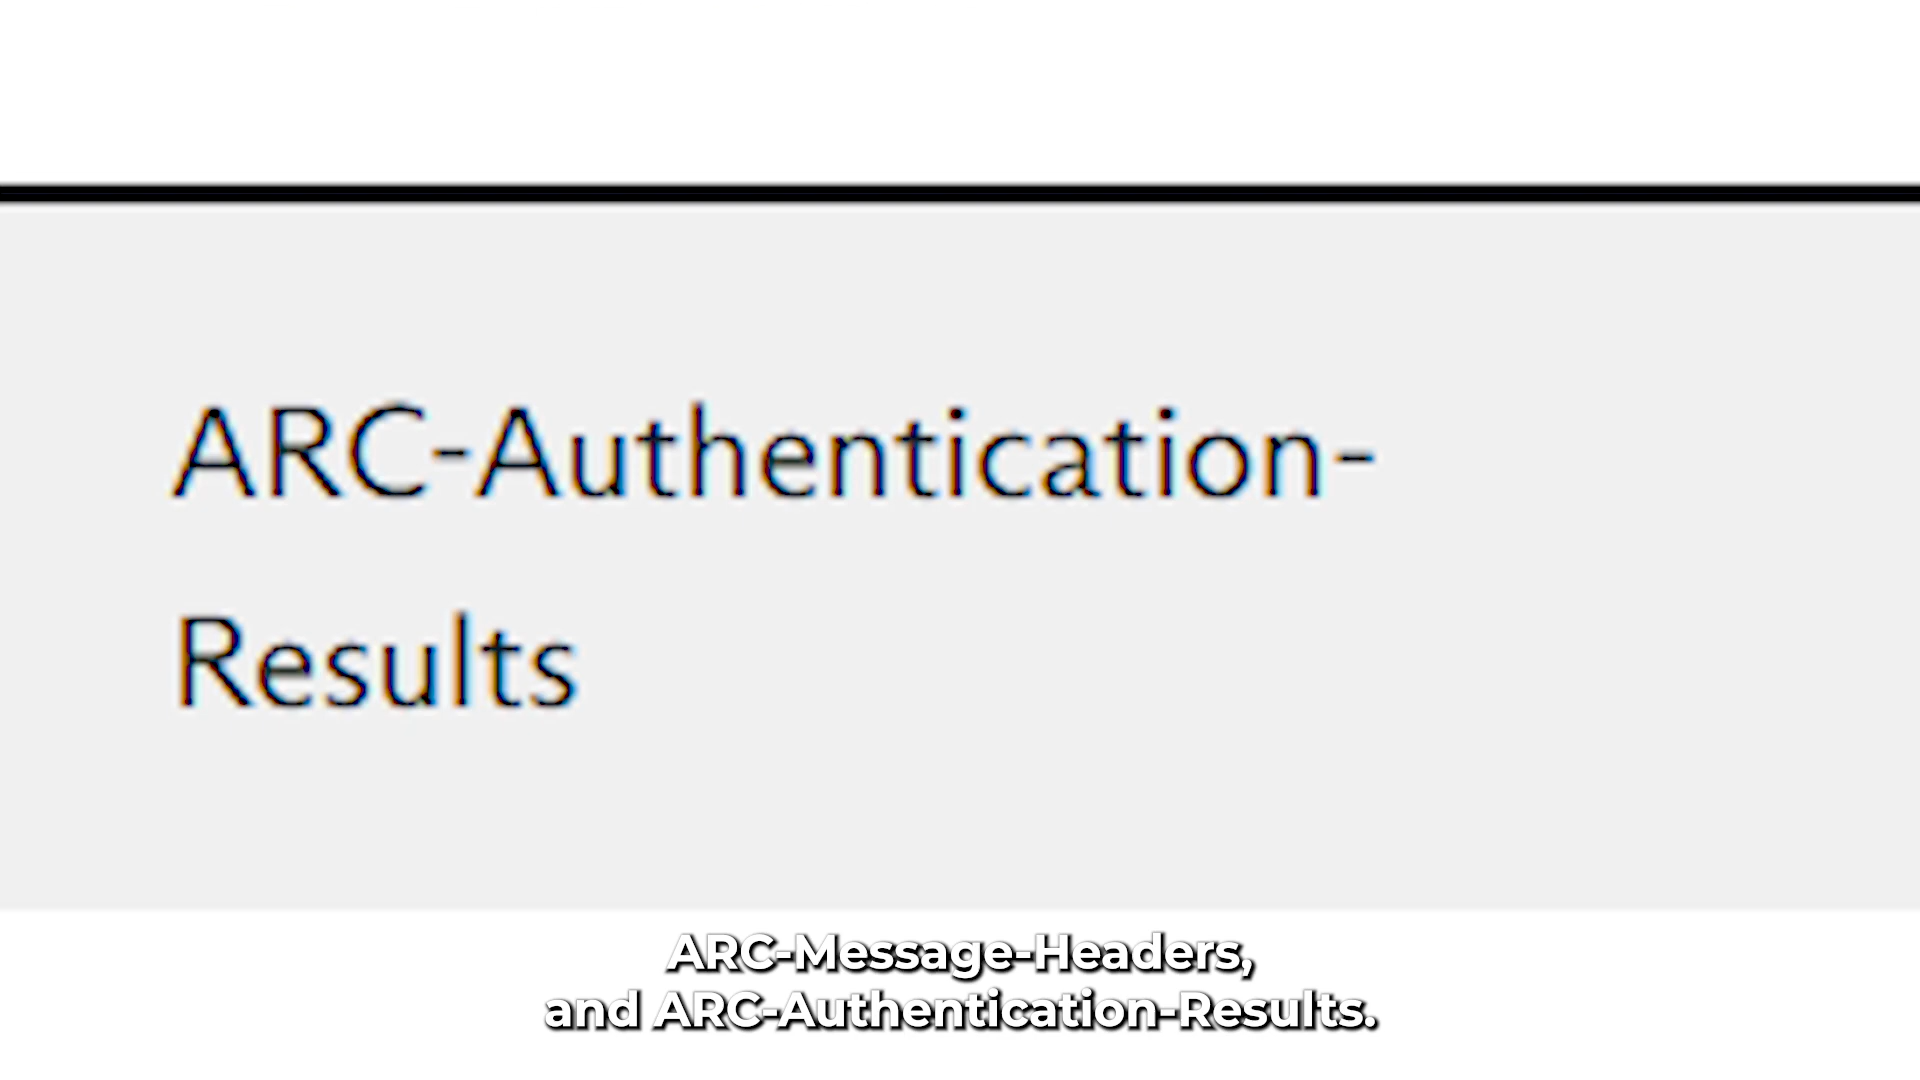 ARC-Authentication-
Results
ARC-Message-Headers,
and ARC-Authentication-Results.